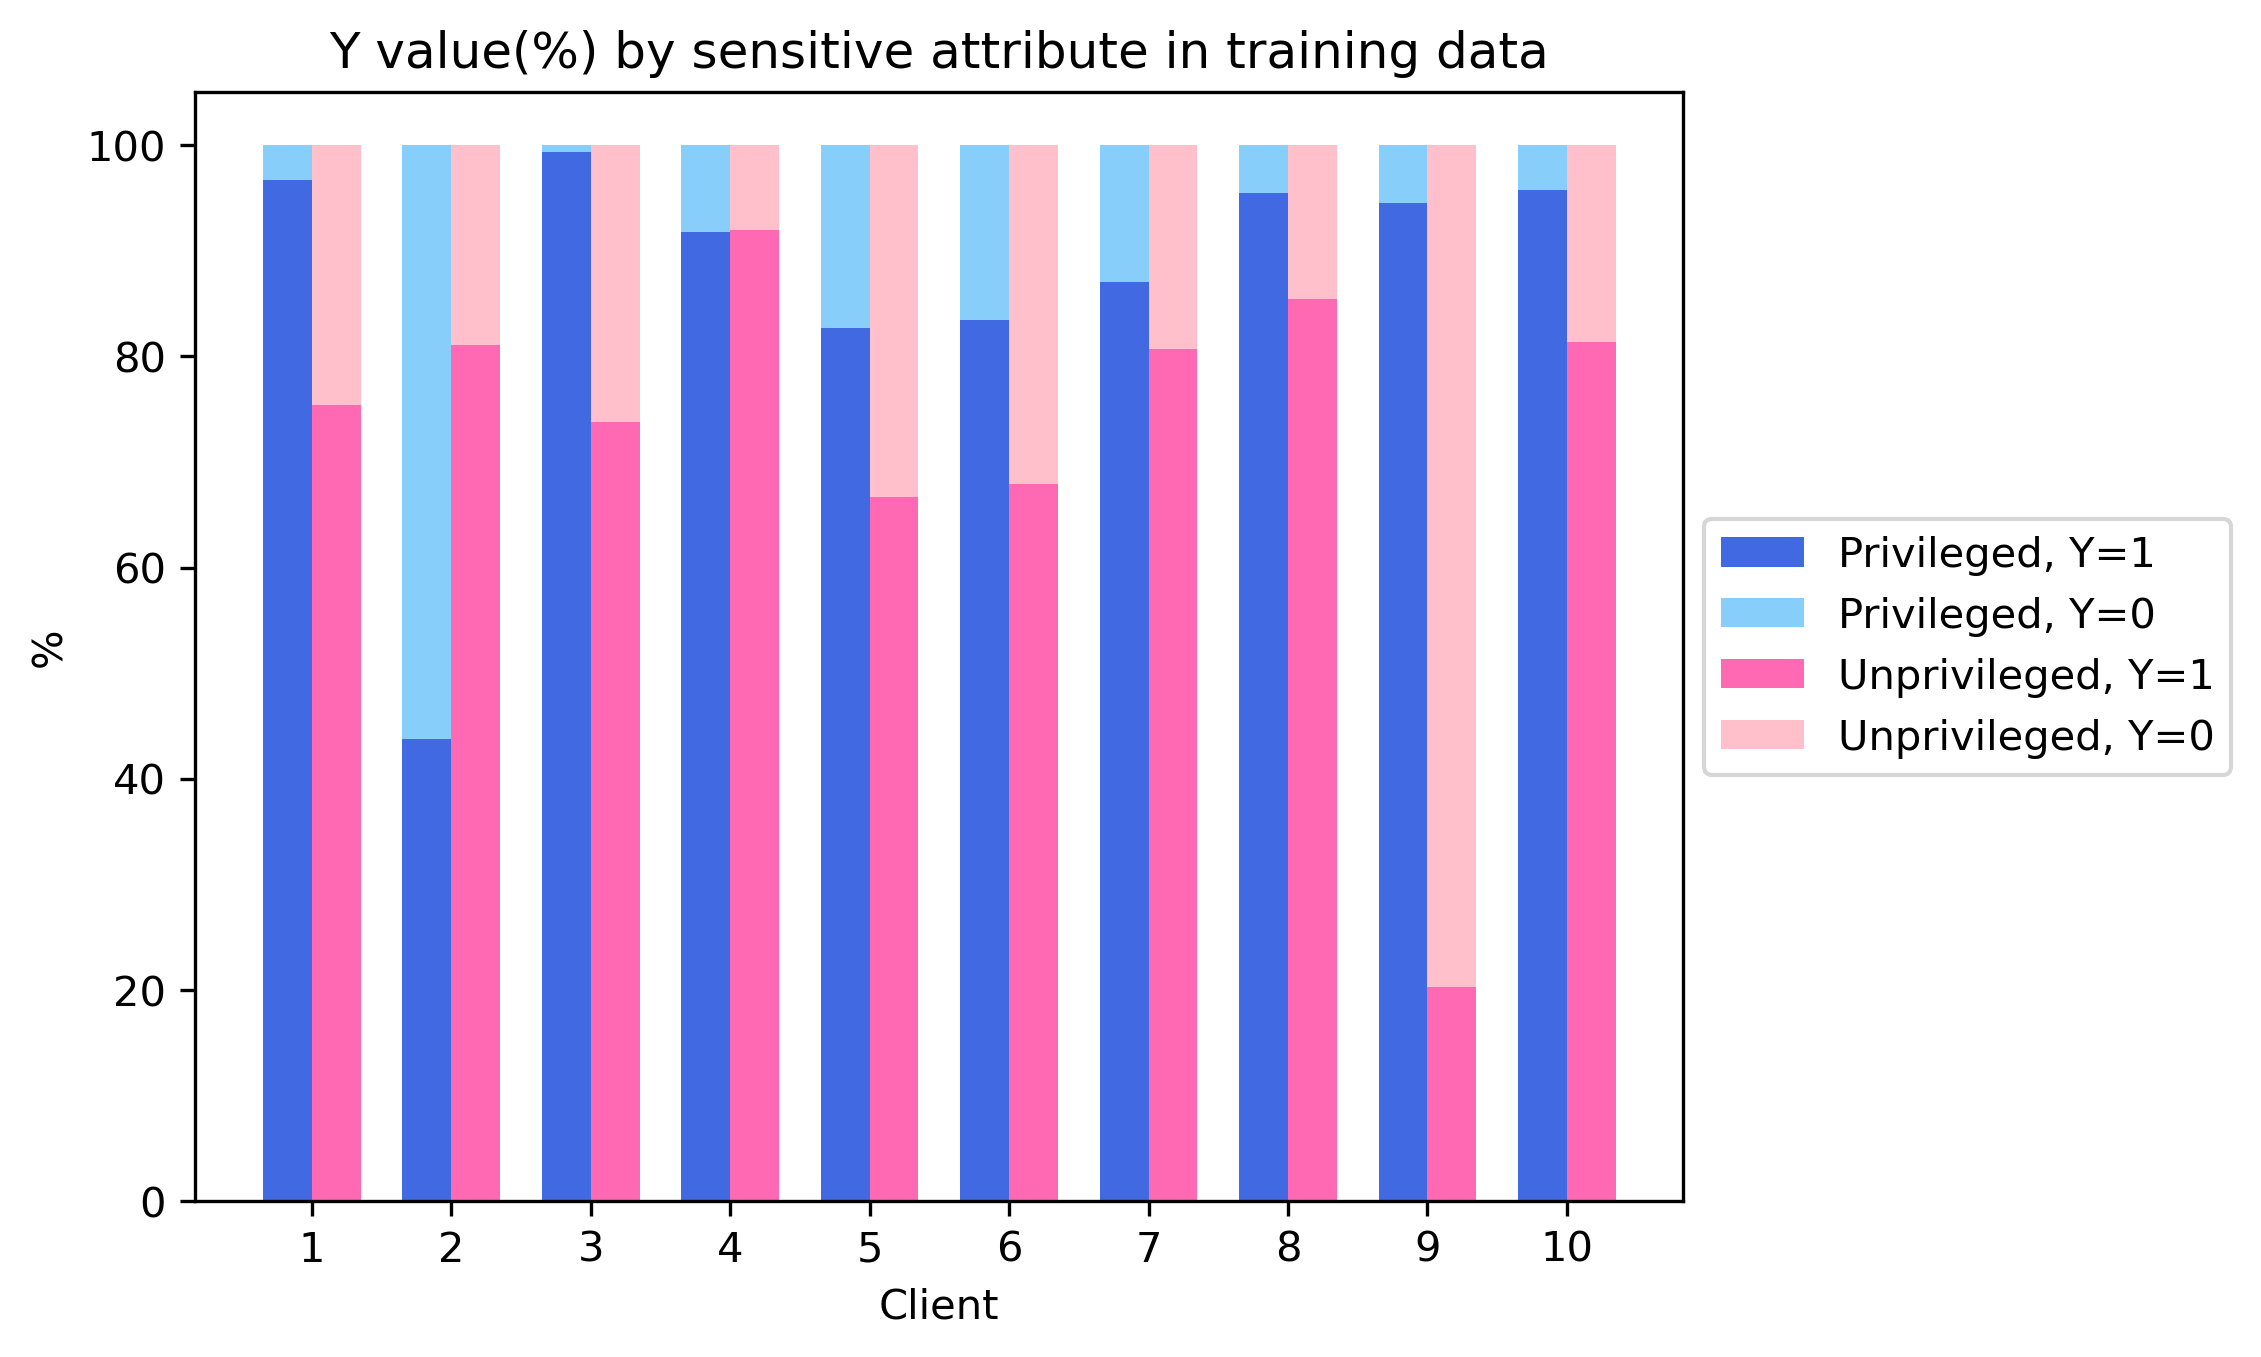 Y value(%) by sensitive attribute in training data
100
80
60
40
20
0
%
1 2 3 4 5 6 7 8 9 10
Client
Privileged, Y=1
Privileged, Y=0
Unprivileged, Y=1
Unprivileged, Y=0